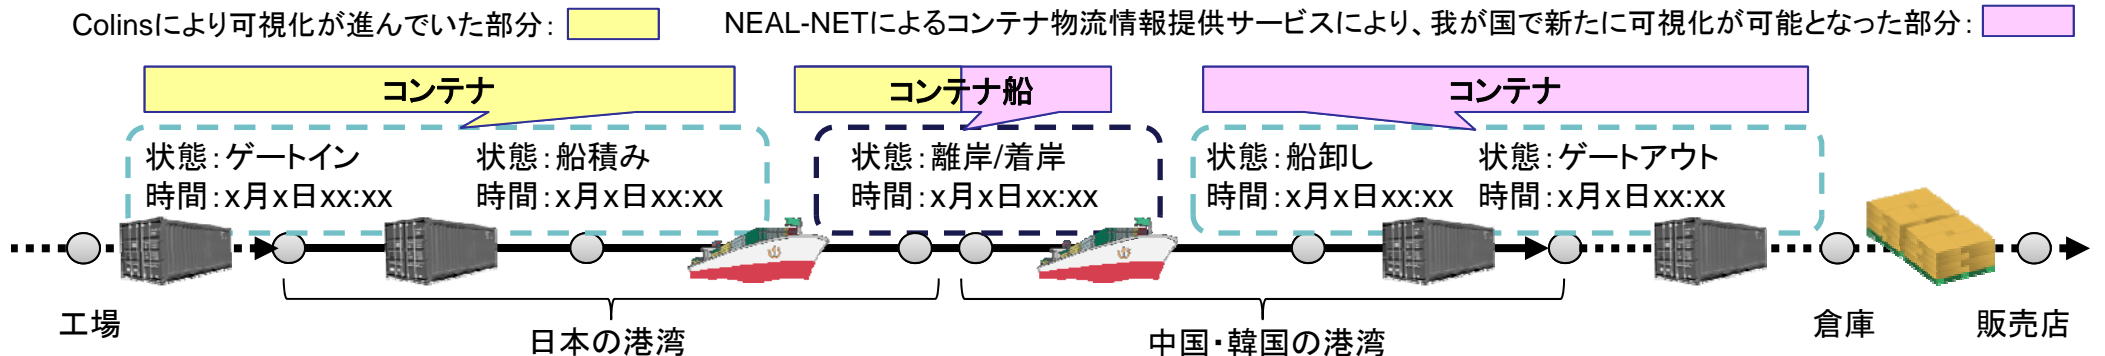 Colinsにより可視化が進んでいた部分：
NEAL-NETによるコンテナ物流情報提供サービスにより、我が国で新たに可視化が可能となった部分：
コンテナ
コンテナ船
コンテナ
状態：ゲートイン
時間：x月x日xx:xx
状態：船積み
時間：x月x日xx:xx
状態：離岸/着岸
時間：x月x日xx:xx
状態：船卸し
時間：x月x日xx:xx
状態：ゲートアウト
時間：x月x日xx:xx
工場
日本の港湾
中国・韓国の港湾
倉庫
販売店